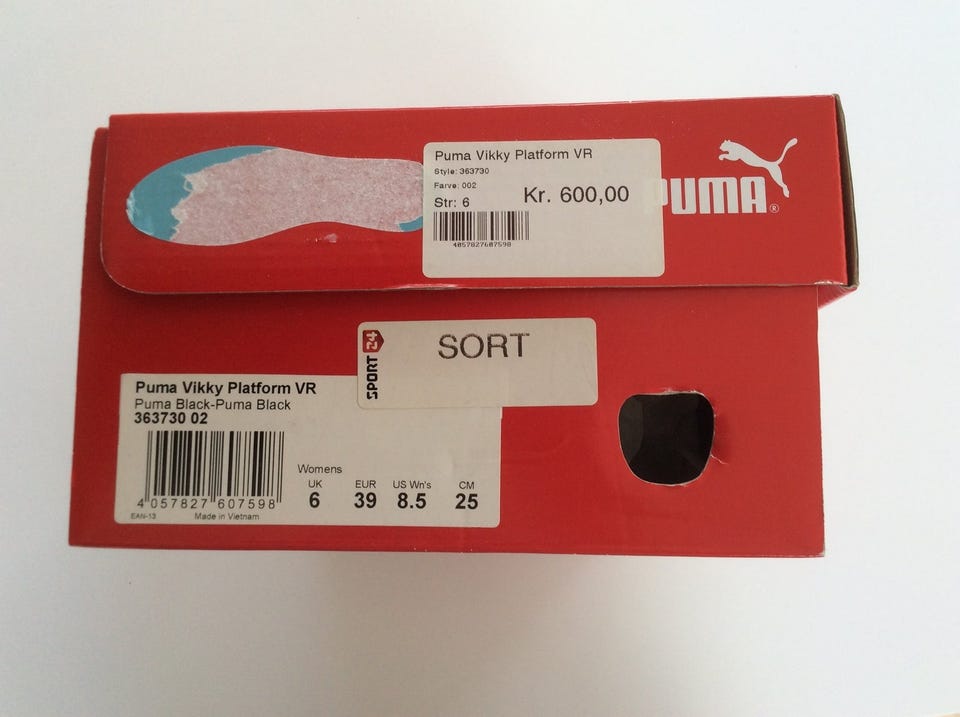 Puma Vikky Platform VR
Style: 363730
Farve: 002
Str: 6
Kr. 600,00
4057827607598
PUMA®
SPORT 24
SORT
Puma Vikky Platform VR
Puma Black-Puma Black
363730 02
4 057827 607598
EAN-13
Made in Vietnam
Womens
UK EUR US Wn's CM
6 39 8.5 25